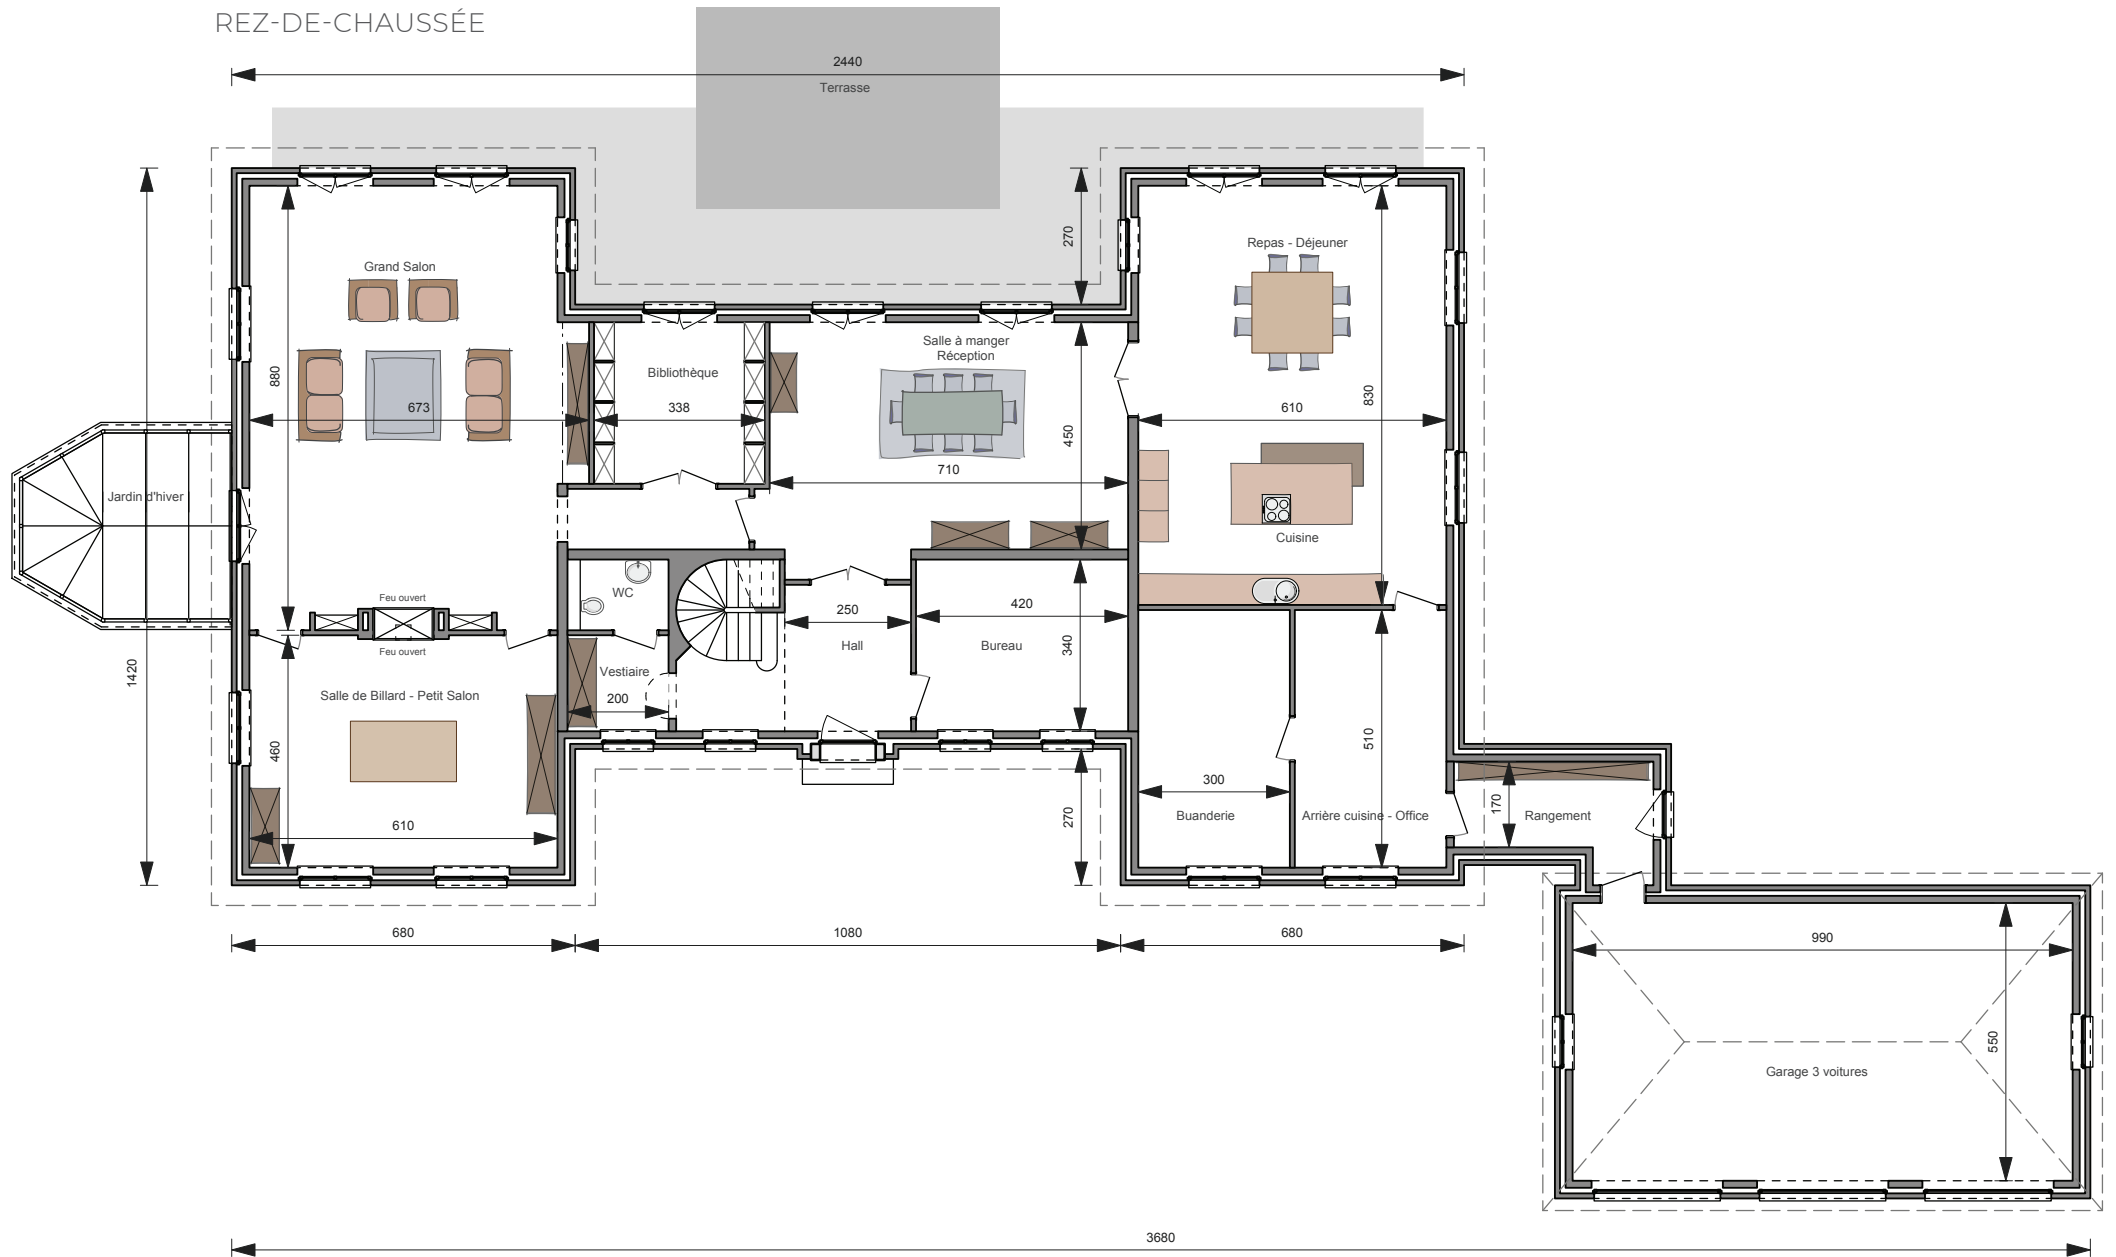 REZ-DE-CHAUSSÉE
2440
Terrasse
270
Repas - Déjeuner
Grand Salon
Salle à manger
Réception
Bibliothèque
880
830
673
338
610
450
710
Jardin d'hiver
Cuisine
Feu ouvert
WC
250
420
Feu ouvert
Hall
Bureau
340
1420
Vestiaire
Salle de Billard - Petit Salon
200
460
510
300
170
Buanderie
Arrière cuisine - Office
Rangement
270
610
680
1080
680
990
550
Garage 3 voitures
3680